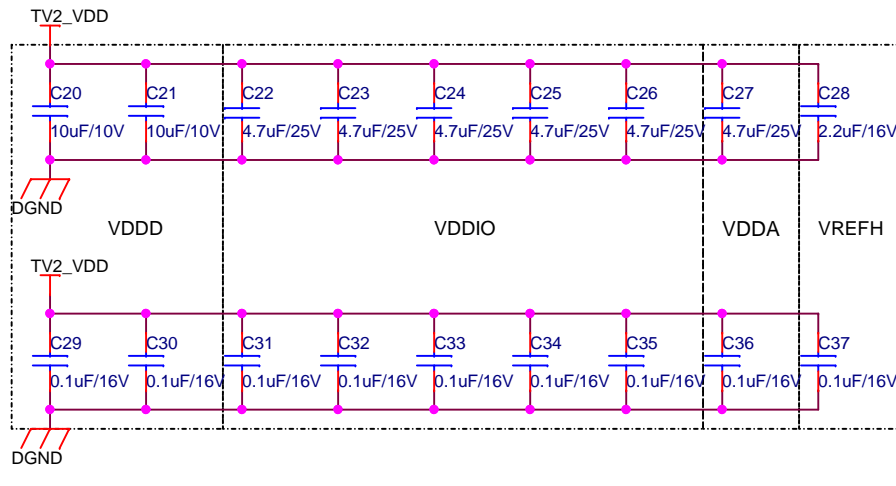 TV2_VDD
C20 C21 C22 C23 C24 C25 C26 C27 C28
10uF/10V 10uF/10V 4.7uF/25V 4.7uF/25V 4.7uF/25V 4.7uF/25V 4.7uF/25V 4.7uF/25V 2.2uF/16V
DGND
VDDD VDDIO VDDA VREFH
TV2_VDD
C29 C30 C31 C32 C33 C34 C35 C36 C37
0.1uF/16V 0.1uF/16V 0.1uF/16V 0.1uF/16V 0.1uF/16V 0.1uF/16V 0.1uF/16V 0.1uF/16V 0.1uF/16V
DGND